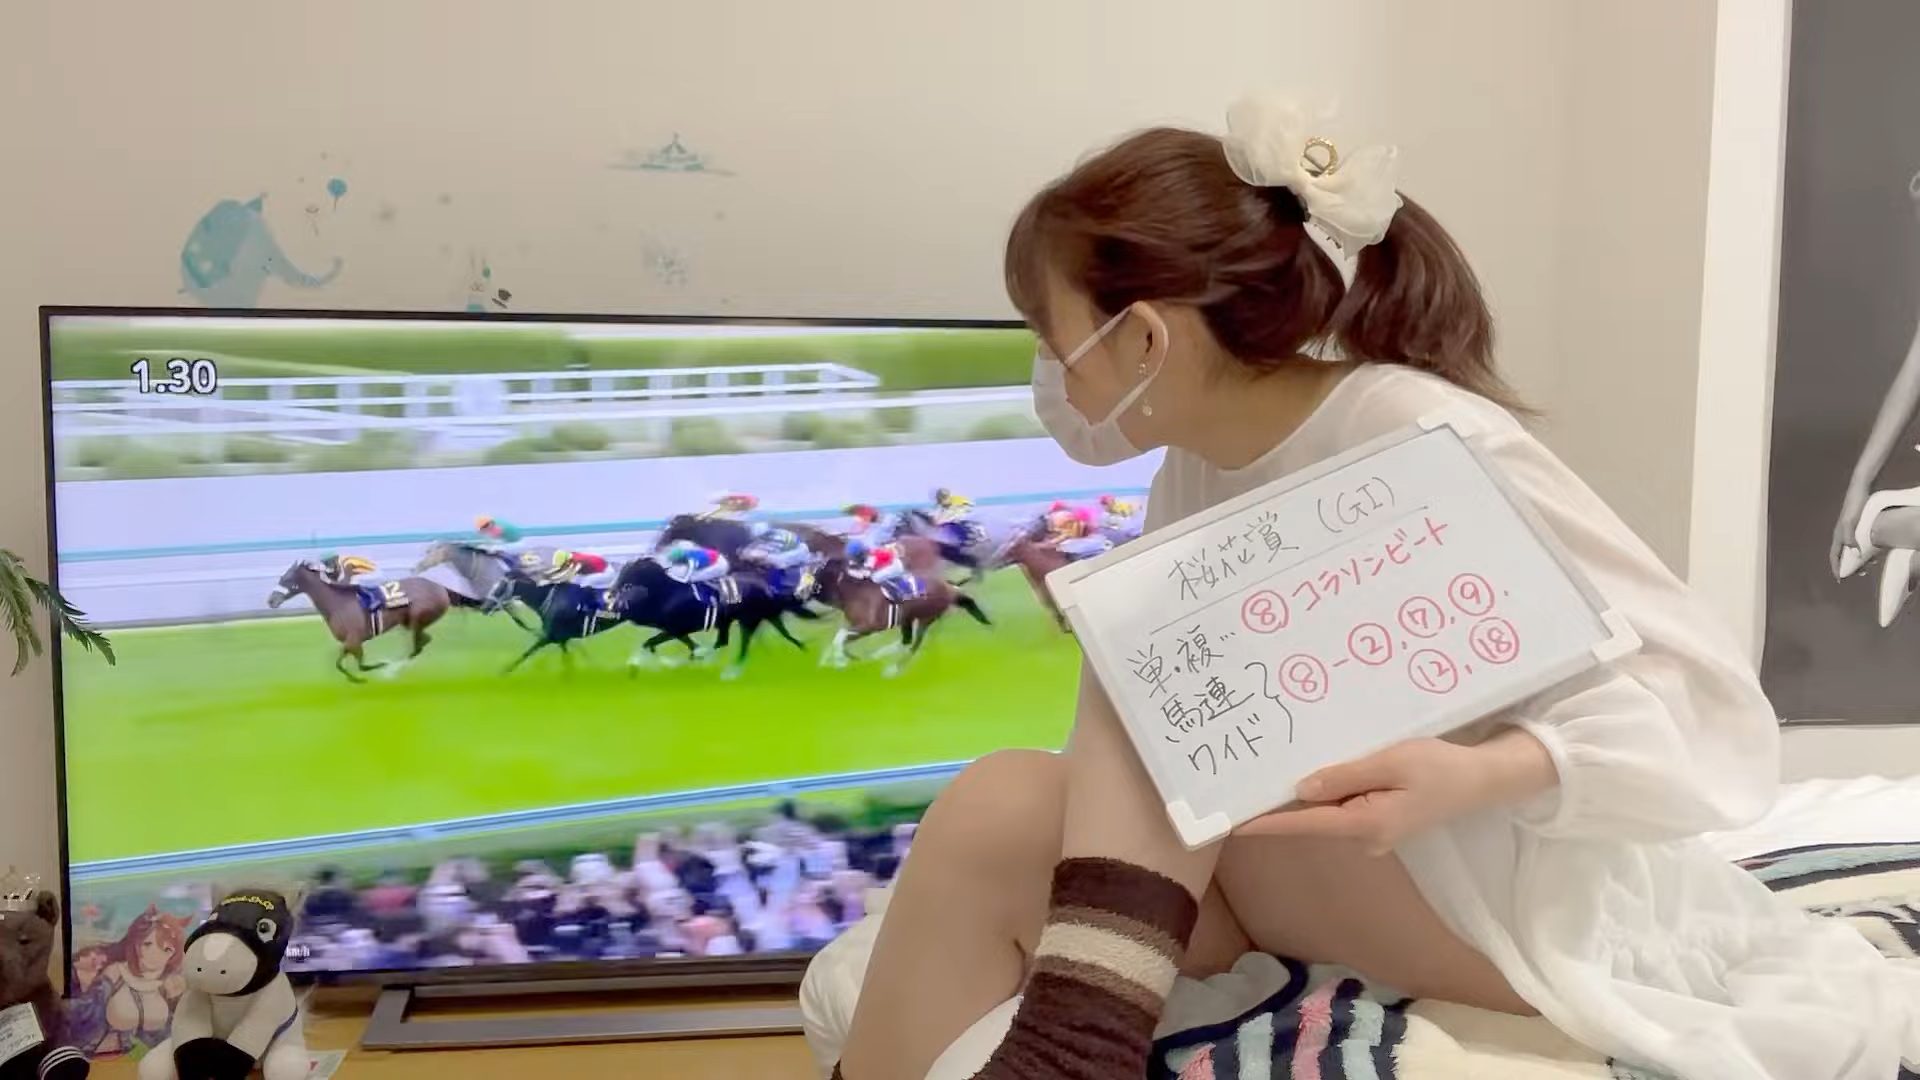 1.30
12
桜花賞 (GI)
単.複… ⑧コラソンビート
馬連
ワイド } ⑧-②.⑦.⑨.
⑫.⑱
km/h